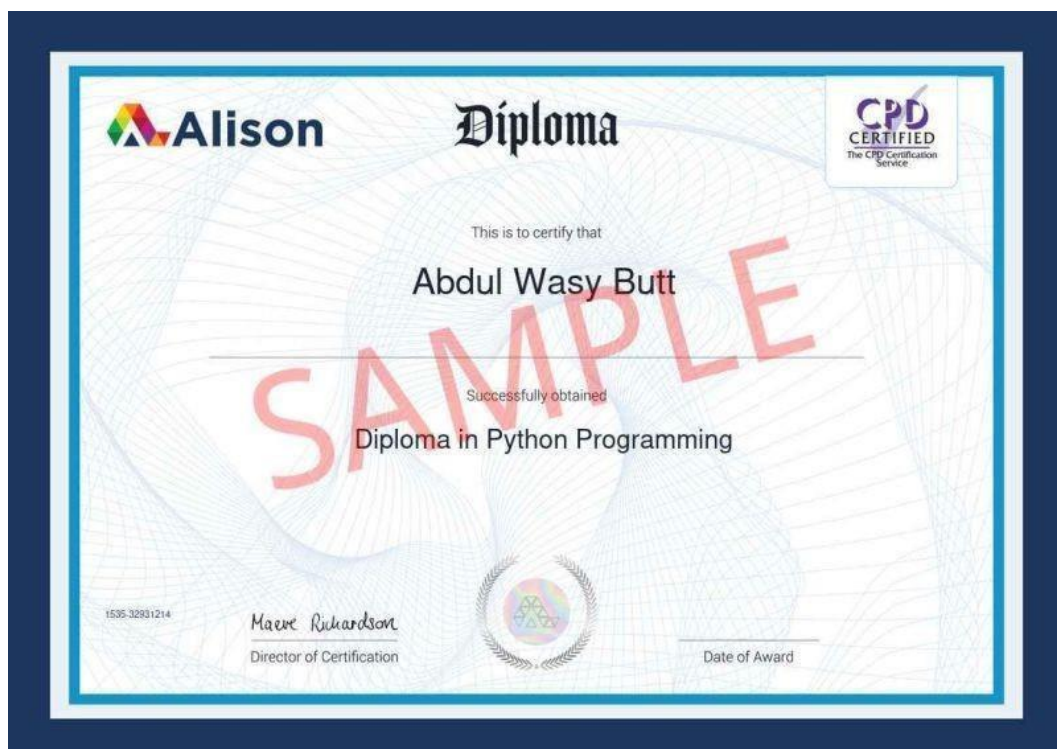 Alison
Diploma
CPD
CERTIFIED
The CPD Certification
Service
This is to certify that
Abdul Wasy Butt
SAMPLE
Successfully obtained
Diploma in Python Programming
1535-32931214
Maeve Richardson
Director of Certification
Date of Award